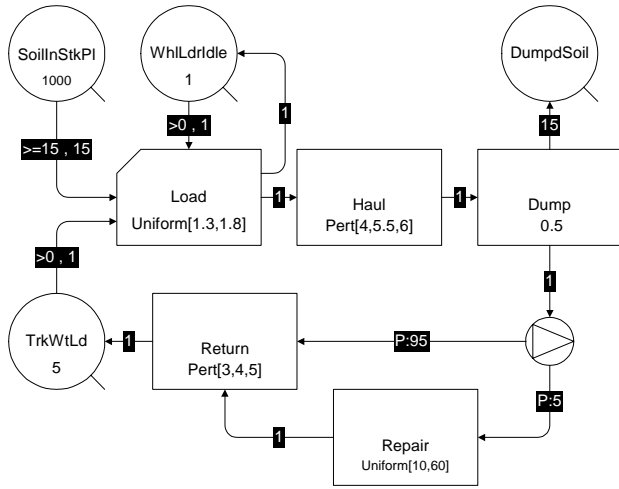 SoilInStkPl
1000
WhlLdrIdle
1
DumpdSoil
>=15 , 15
>0 , 1
1
15
Load
Uniform[1.3,1.8]
1
Haul
Pert[4,5.5,6]
1
Dump
0.5
>0 , 1
1
TrkWtLd
5
1
Return
Pert[3,4,5]
P:95
P:5
1
Repair
Uniform[10,60]